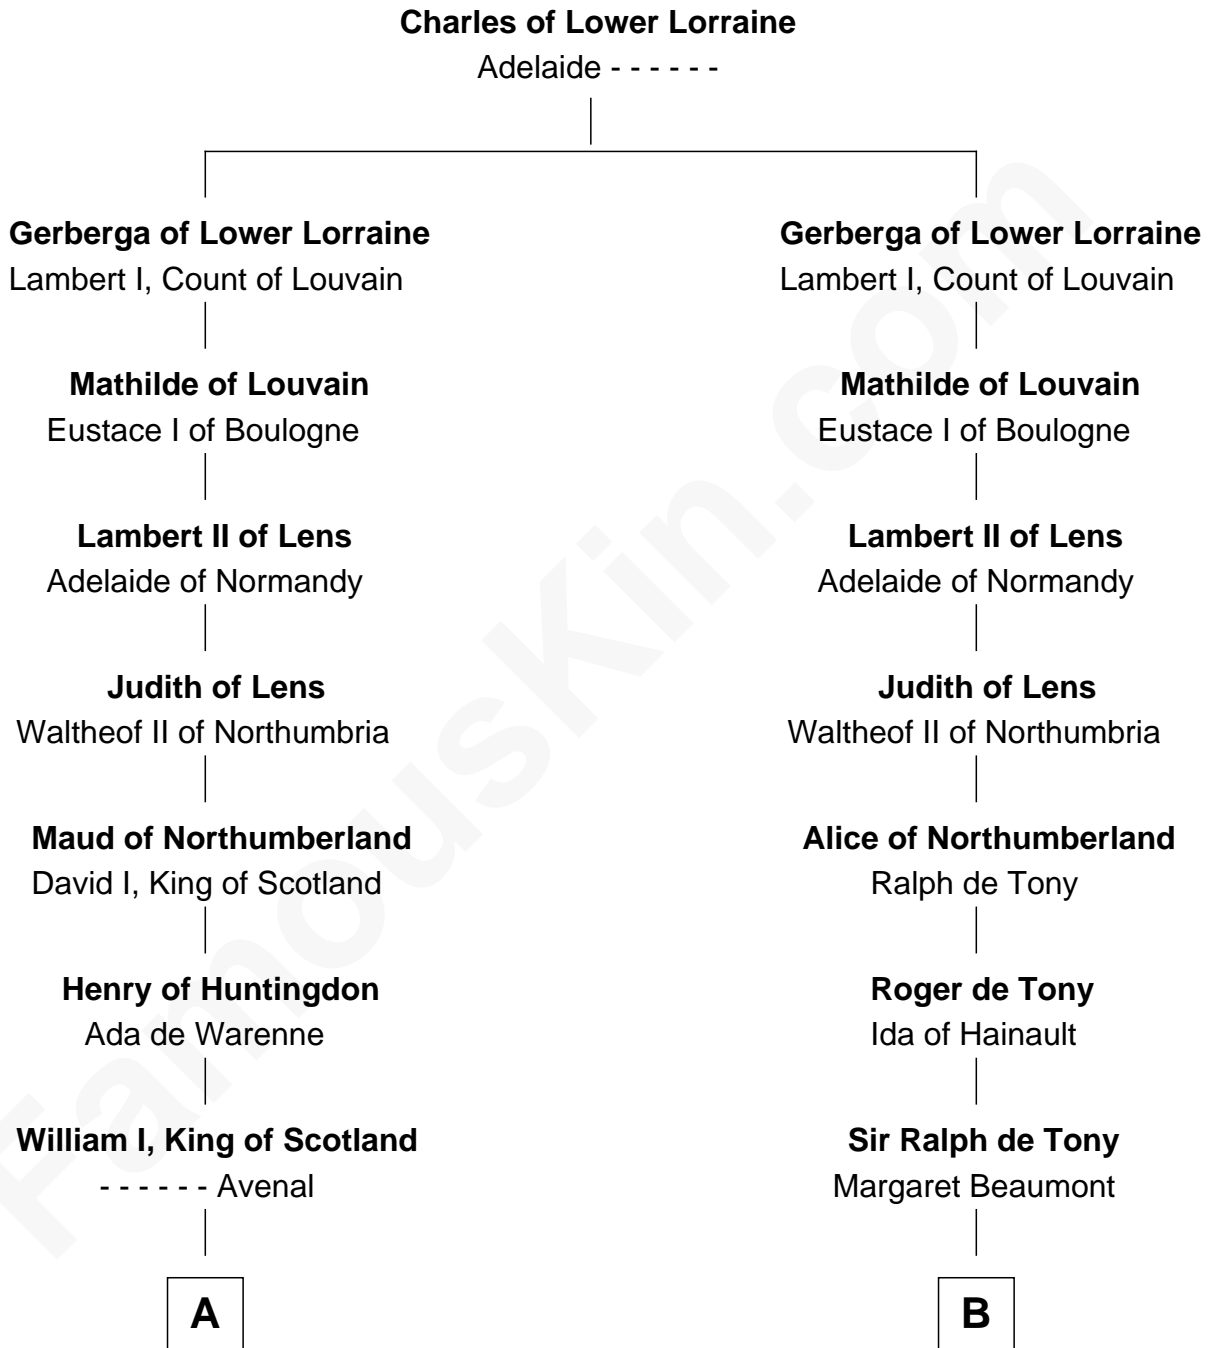 Charles of Lower Lorraine
Adelaide - - - - - -
Gerberga of Lower Lorraine
Lambert I, Count of Louvain
Mathilde of Louvain
Eustace I of Boulogne
Lambert II of Lens
Adelaide of Normandy
Judith of Lens
Waltheof II of Northumbria
Maud of Northumberland
David I, King of Scotland
Henry of Huntingdon
Ada de Warenne
William I, King of Scotland
- - - - - - Avenal
A
Gerberga of Lower Lorraine
Lambert I, Count of Louvain
Mathilde of Louvain
Eustace I of Boulogne
Lambert II of Lens
Adelaide of Normandy
Judith of Lens
Waltheof II of Northumbria
Alice of Northumberland
Ralph de Tony
Roger de Tony
Ida of Hainault
Sir Ralph de Tony
Margaret Beaumont
B
FamousKin.com